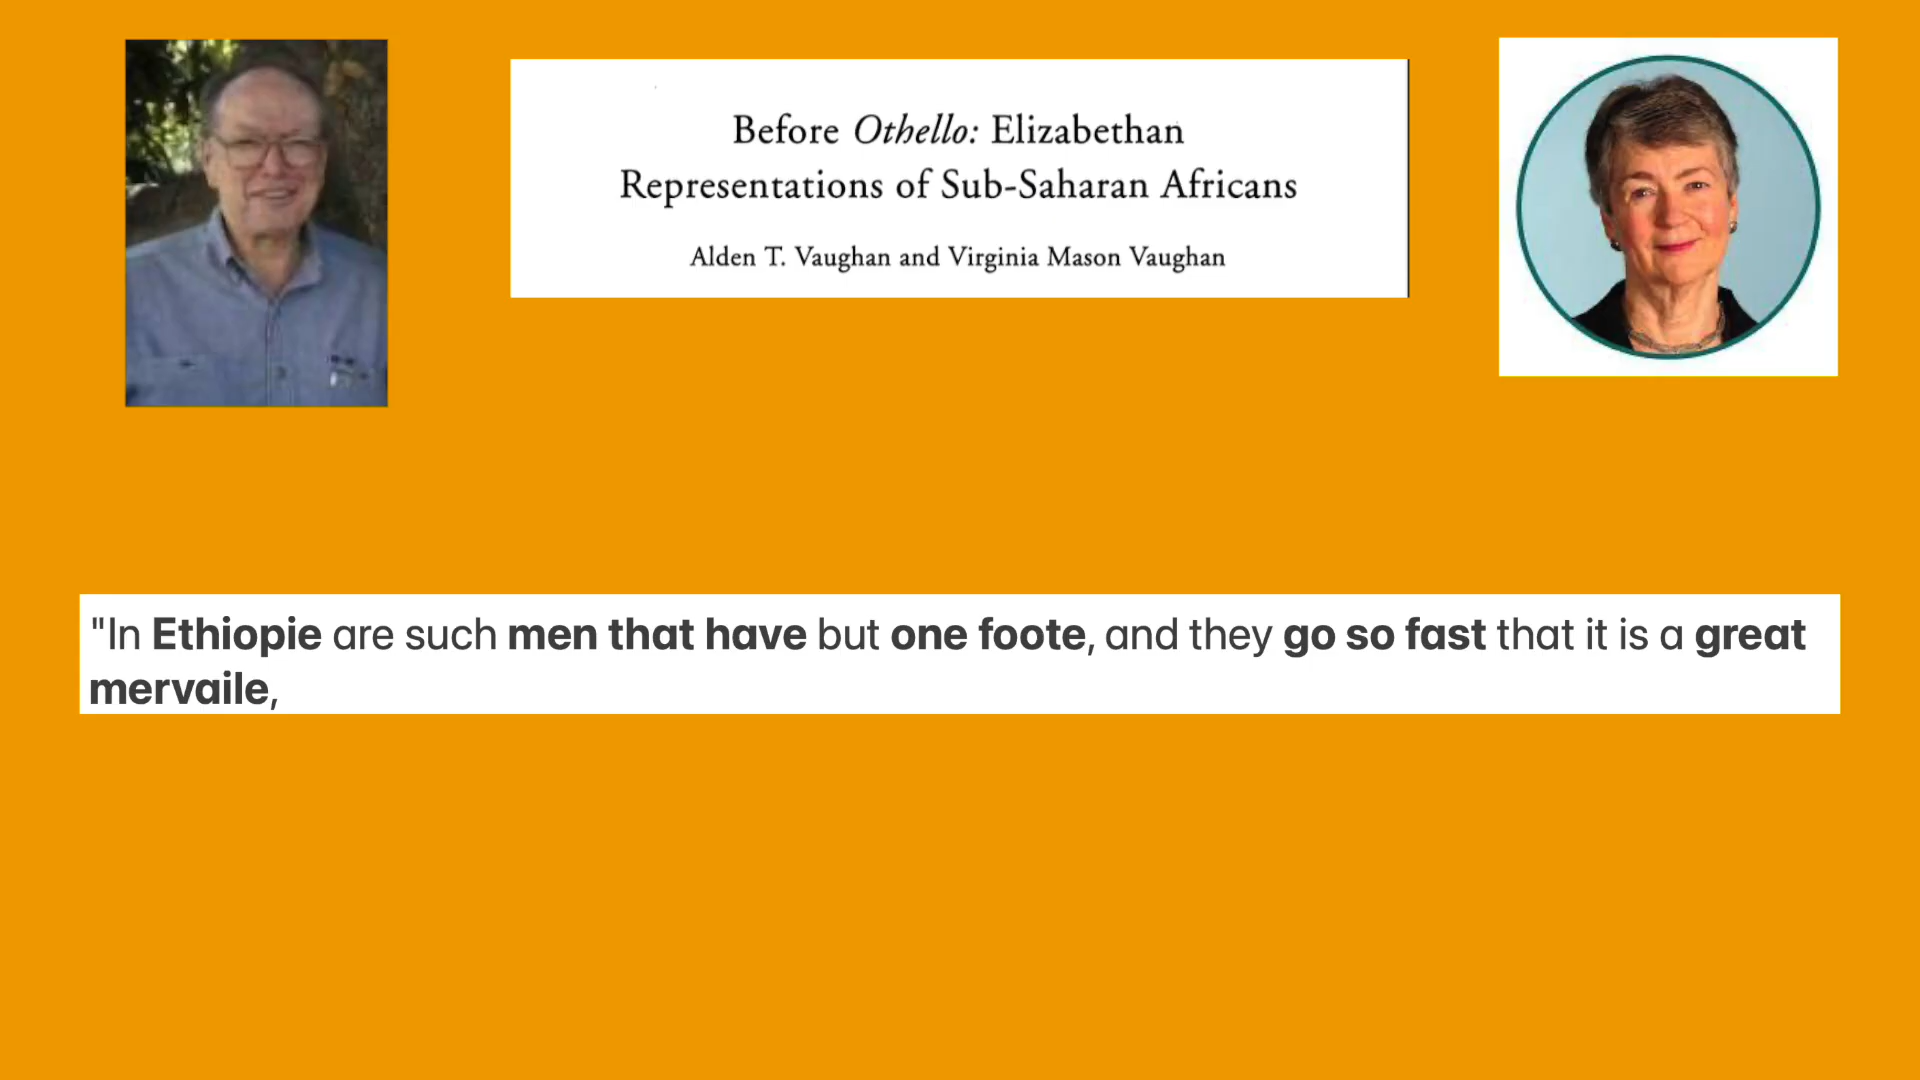 Before Othello: Elizabethan
Representations of Sub-Saharan Africans
Alden T. Vaughan and Virginia Mason Vaughan
"In Ethiopie are such men that have but one foote, and they go so fast that it is a great
mervaile,